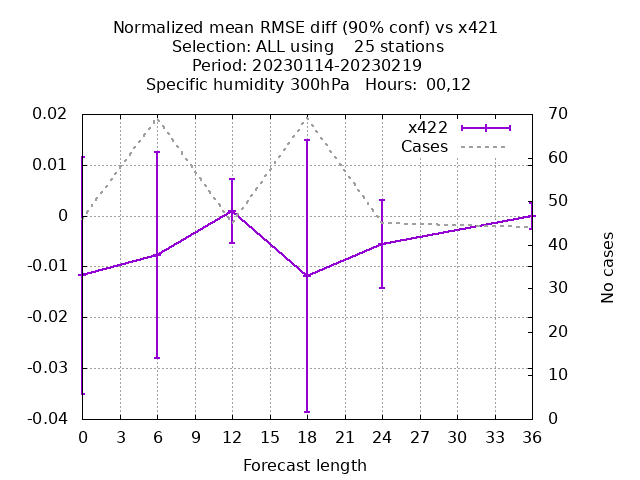 Normalized mean RMSE diff (90% conf) vs x421
Selection: ALL using    25 stations
Period: 20230114-20230219
Specific humidity 300hPa   Hours: 00,12
x422
Cases
0.02
0.01
0
-0.01
-0.02
-0.03
-0.04
70
60
50
40
30
20
10
0
No cases
0 3 6 9 12 15 18 21 24 27 30 33 36
Forecast length